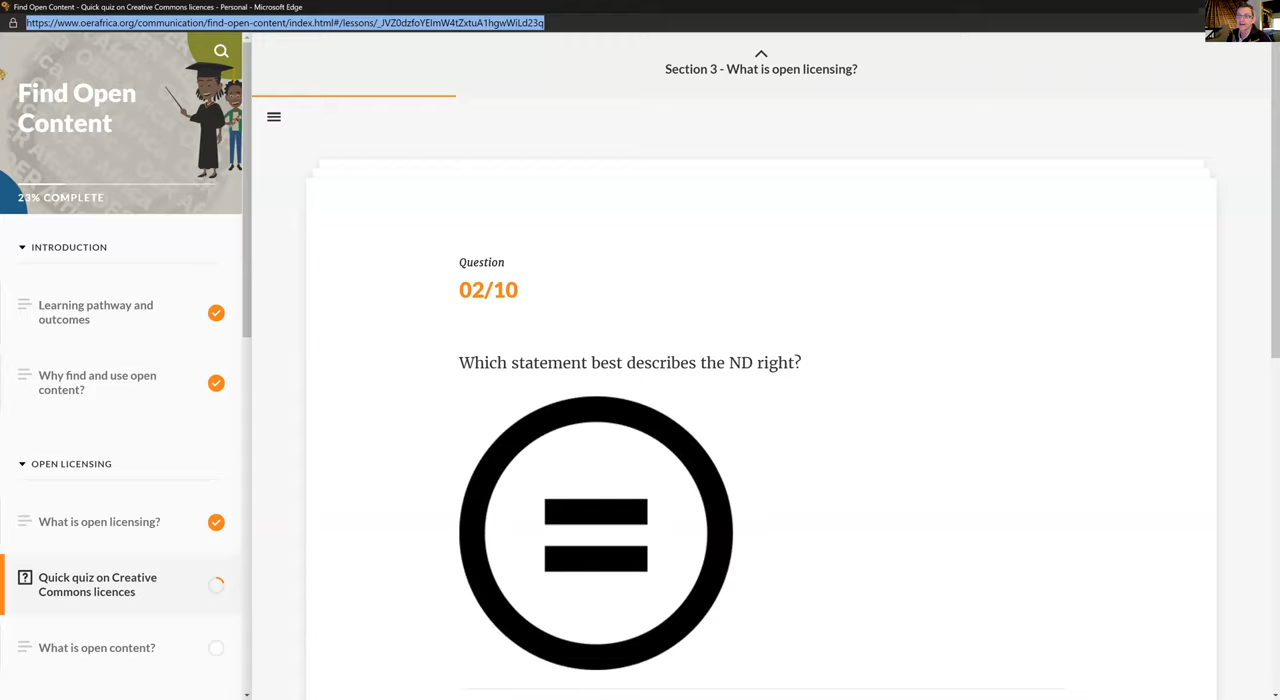 Find Open Content - Quick quiz on Creative Commons licences - Personal - Microsoft Edge
https://www.oerafrica.org/communication/find-open-content/index.html#/lessons/_JVZ0dzfoYEImW4tZxtuA1hgwWiLd23q
Find Open
Content
23% COMPLETE
INTRODUCTION
Learning pathway and
outcomes
Why find and use open
content?
OPEN LICENSING
What is open licensing?
Quick quiz on Creative
Commons licences
What is open content?
Section 3 - What is open licensing?
Question
02/10
Which statement best describes the ND right?